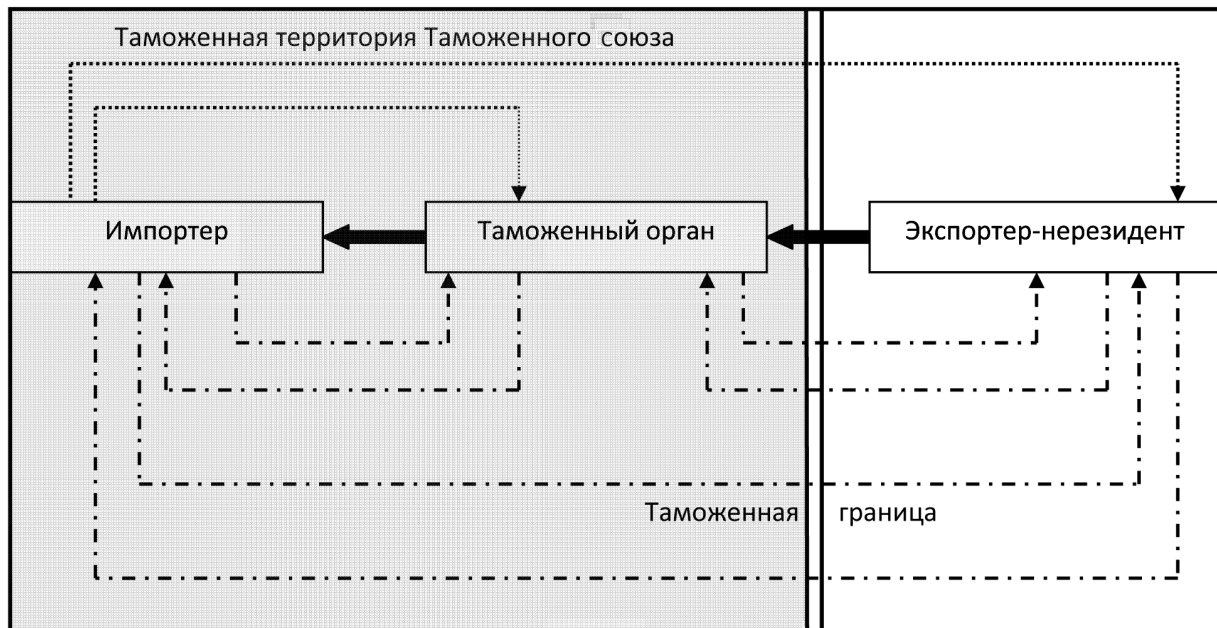 Таможенная территория Таможенного союза
Импортер
Таможенный орган
Экспортер-нерезидент
Таможенная граница